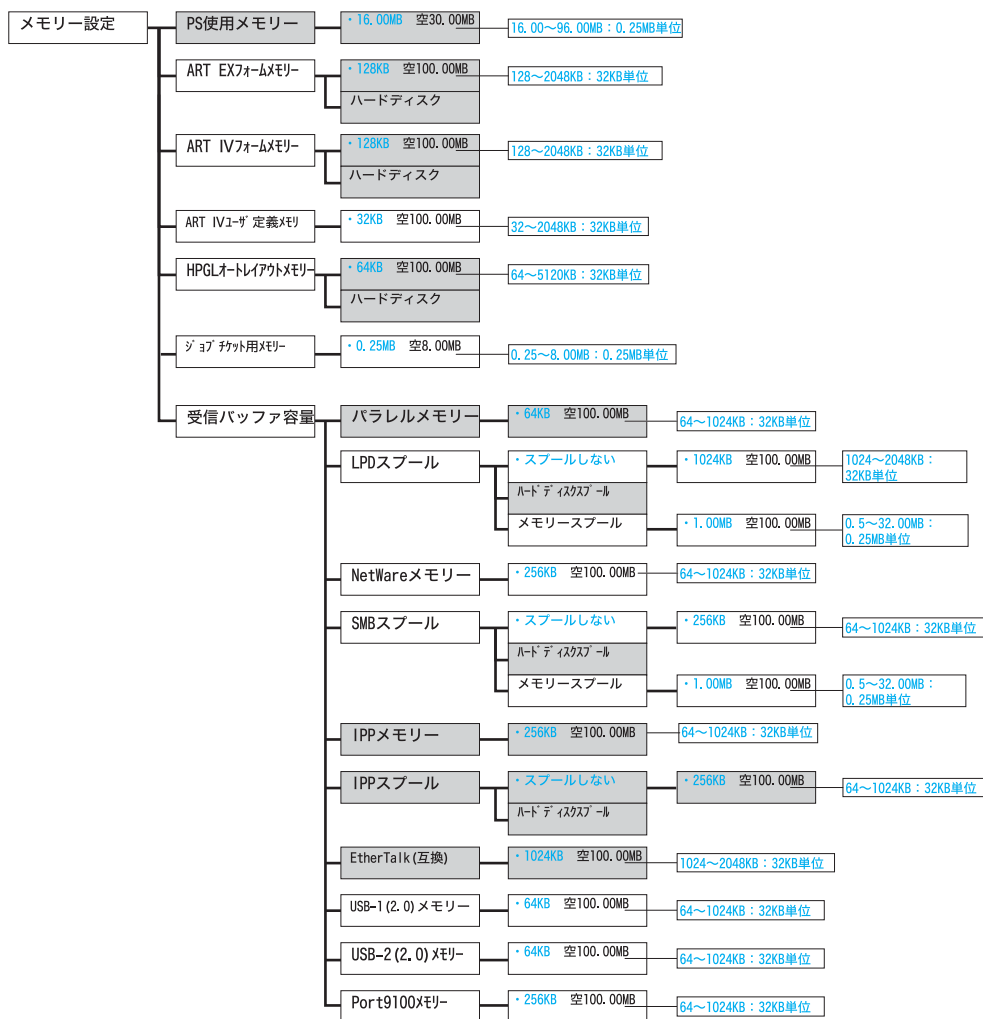 メモリー設定
PS使用メモリー
・16.00MB 空30.00MB
16.00～96.00MB：0.25MB単位
ART EXフォームメモリー
・128KB 空100.00MB
128～2048KB：32KB単位
ハードディスク
ART IVフォームメモリー
・128KB 空100.00MB
128～2048KB：32KB単位
ハードディスク
ART IVユーザ定義メモリ
・32KB 空100.00MB
32～2048KB：32KB単位
HPGLオートレイアウトメモリー
・64KB 空100.00MB
64～5120KB：32KB単位
ハードディスク
ジョブチケット用メモリー
・0.25MB 空8.00MB
0.25～8.00MB：0.25MB単位
受信バッファ容量
パラレルメモリー
・64KB 空100.00MB
64～1024KB：32KB単位
LPDスプール
・スプールしない
・1024KB 空100.00MB
1024～2048KB：
32KB単位
ハードディスクスプール
メモリースプール
・1.00MB 空100.00MB
0.5～32.00MB：
0.25MB単位
NetWareメモリー
・256KB 空100.00MB
64～1024KB：32KB単位
SMBスプール
・スプールしない
・256KB 空100.00MB
64～1024KB：32KB単位
ハードディスクスプール
メモリースプール
・1.00MB 空100.00MB
0.5～32.00MB：
0.25MB単位
IPPメモリー
・256KB 空100.00MB
64～1024KB：32KB単位
IPPスプール
・スプールしない
・256KB 空100.00MB
64～1024KB：32KB単位
ハードディスクスプール
EtherTalk(互換)
・1024KB 空100.00MB
1024～2048KB：32KB単位
USB-1(2.0)メモリー
・64KB 空100.00MB
64～1024KB：32KB単位
USB-2(2.0)メモリー
・64KB 空100.00MB
64～1024KB：32KB単位
Port9100メモリー
・256KB 空100.00MB
64～1024KB：32KB単位